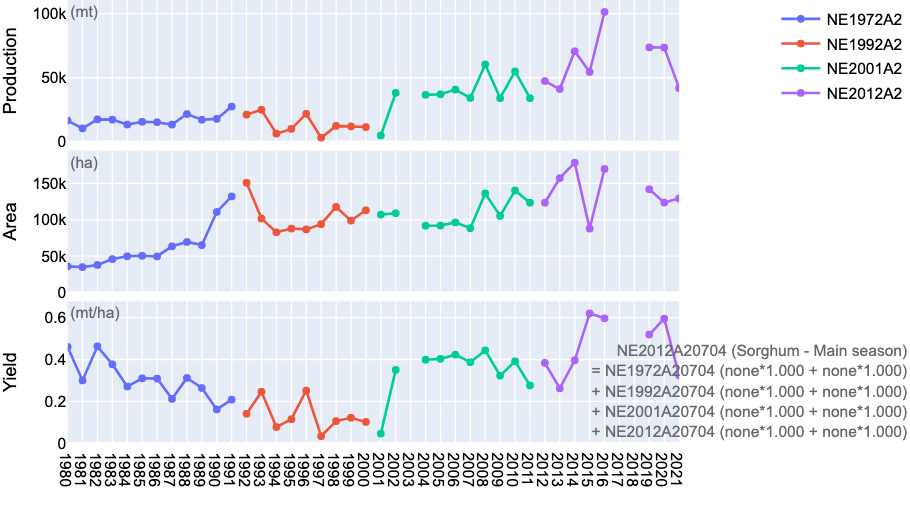 Production
(mt)
100k
50k
0
NE1972A2
NE1992A2
NE2001A2
NE2012A2
Area
(ha)
150k
100k
50k
0
Yield
(mt/ha)
0.6
0.4
0.2
0
NE2012A20704 (Sorghum - Main season)
= NE1972A20704 (none*1.000 + none*1.000)
+ NE1992A20704 (none*1.000 + none*1.000)
+ NE2001A20704 (none*1.000 + none*1.000)
+ NE2012A20704 (none*1.000 + none*1.000)
1980
1981
1982
1983
1984
1985
1986
1987
1988
1989
1990
1991
1992
1993
1994
1995
1996
1997
1998
1999
2000
2001
2002
2003
2004
2005
2006
2007
2008
2009
2010
2011
2012
2013
2014
2015
2016
2017
2018
2019
2020
2021